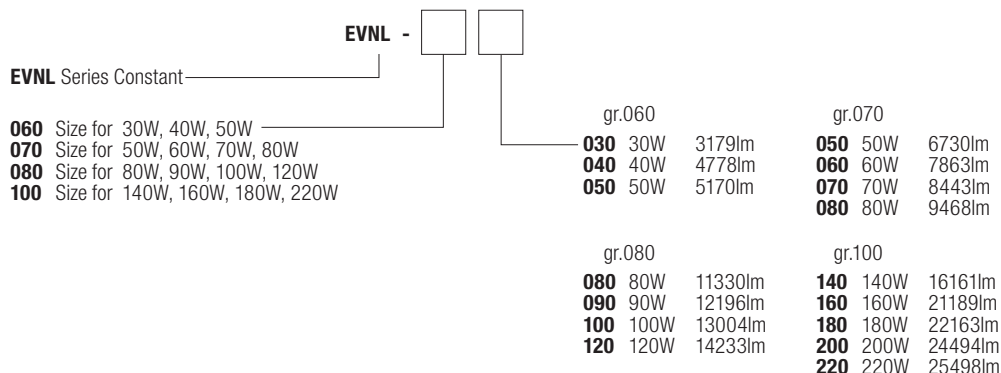 EVNL -
EVNL Series Constant
060 Size for 30W, 40W, 50W
070 Size for 50W, 60W, 70W, 80W
080 Size for 80W, 90W, 100W, 120W
100 Size for 140W, 160W, 180W, 220W
gr.060
030 30W 3179lm
040 40W 4778lm
050 50W 5170lm
gr.070
050 50W 6730lm
060 60W 7863lm
070 70W 8443lm
080 80W 9468lm
gr.080
080 80W 11330lm
090 90W 12196lm
100 100W 13004lm
120 120W 14233lm
gr.100
140 140W 16161lm
160 160W 21189lm
180 180W 22163lm
200 200W 24494lm
220 220W 25498lm